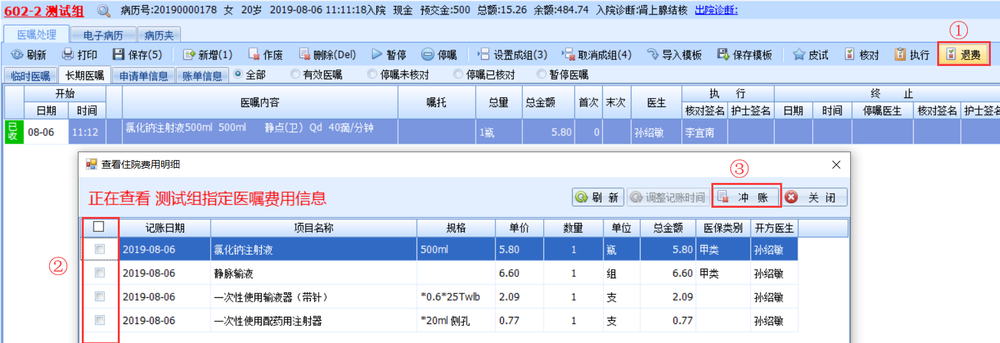 602-2 测试组 病历号:20190000178 女 20岁 2019-08-06 11:11:18入院 现金 预交金:500 总额:15.26 余额:484.74 入院诊断:肾上腺结核 出院诊断:
医嘱处理 电子病历 病历夹
①
刷新 打印 保存(5) 新增(1) 作废 删除(Del) 暂停 停嘱 设置成组(3) 取消成组(4) 导入模板 保存模板 皮试 核对 执行 退费
临时医嘱 长期医嘱 申请单信息 账单信息 全部 有效医嘱 停嘱未核对 停嘱已核对 暂停医嘱
开始 医嘱内容 嘱托 总量 总金额 首次 末次 医生 执 行 终 止
日期 时间 核对签名 护士签名 日期 时间 停嘱医生 核对签名 护士签名
已收 08-06 11:12 氯化钠注射液500ml 500ml 静点(卫) Qd 40滴/分钟 1瓶 5.80 0 孙绍敏 李宜南
查看住院费用明细
③
正在查看 测试组指定医嘱费用信息 刷 新 调整记账时间 冲 账 关 闭
记账日期 项目名称 规格 单价 数量 单位 总金额 医保类别 开方医生
2019-08-06 氯化钠注射液 500ml 5.80 1 瓶 5.80 甲类 孙绍敏
②
2019-08-06 静脉输液 6.60 1 组 6.60 甲类 孙绍敏
2019-08-06 一次性使用输液器（带针） *0.6*25Twlb 2.09 1 支 2.09 孙绍敏
2019-08-06 一次性使用配药用注射器 *20ml 侧孔 0.77 1 支 0.77 孙绍敏